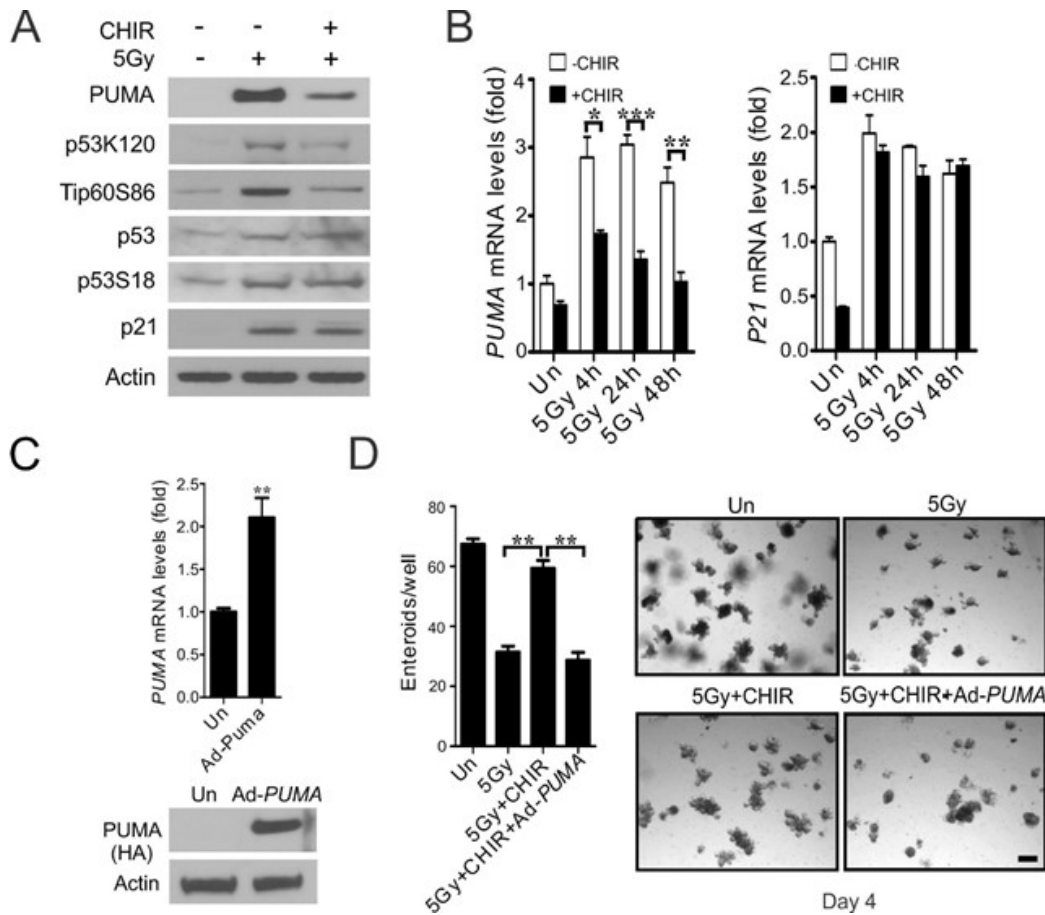 A
CHIR - - +
5Gy - + +
PUMA
p53K120
Tip60S86
p53
p53S18
p21
Actin
B
-CHIR
+CHIR
PUMA mRNA levels (fold)
4
3
2
1
0
* *** **
Un
5Gy 4h
5Gy 24h
5Gy 48h
-CHIR
+CHIR
P21 mRNA levels (fold)
2.5
2.0
1.5
1.0
0.5
0.0
Un
5Gy 4h
5Gy 24h
5Gy 48h
C
PUMA mRNA levels (fold)
2.5
2.0
1.5
1.0
0.5
0.0
**
Un
Ad-Puma
Un Ad-PUMA
PUMA
(HA)
Actin
D
Enteroids/well
80
60
40
20
0
** **
Un
5Gy
5Gy+CHIR
5Gy+CHIR+Ad-PUMA
Un
5Gy
5Gy+CHIR
5Gy+CHIR+Ad-PUMA
Day 4